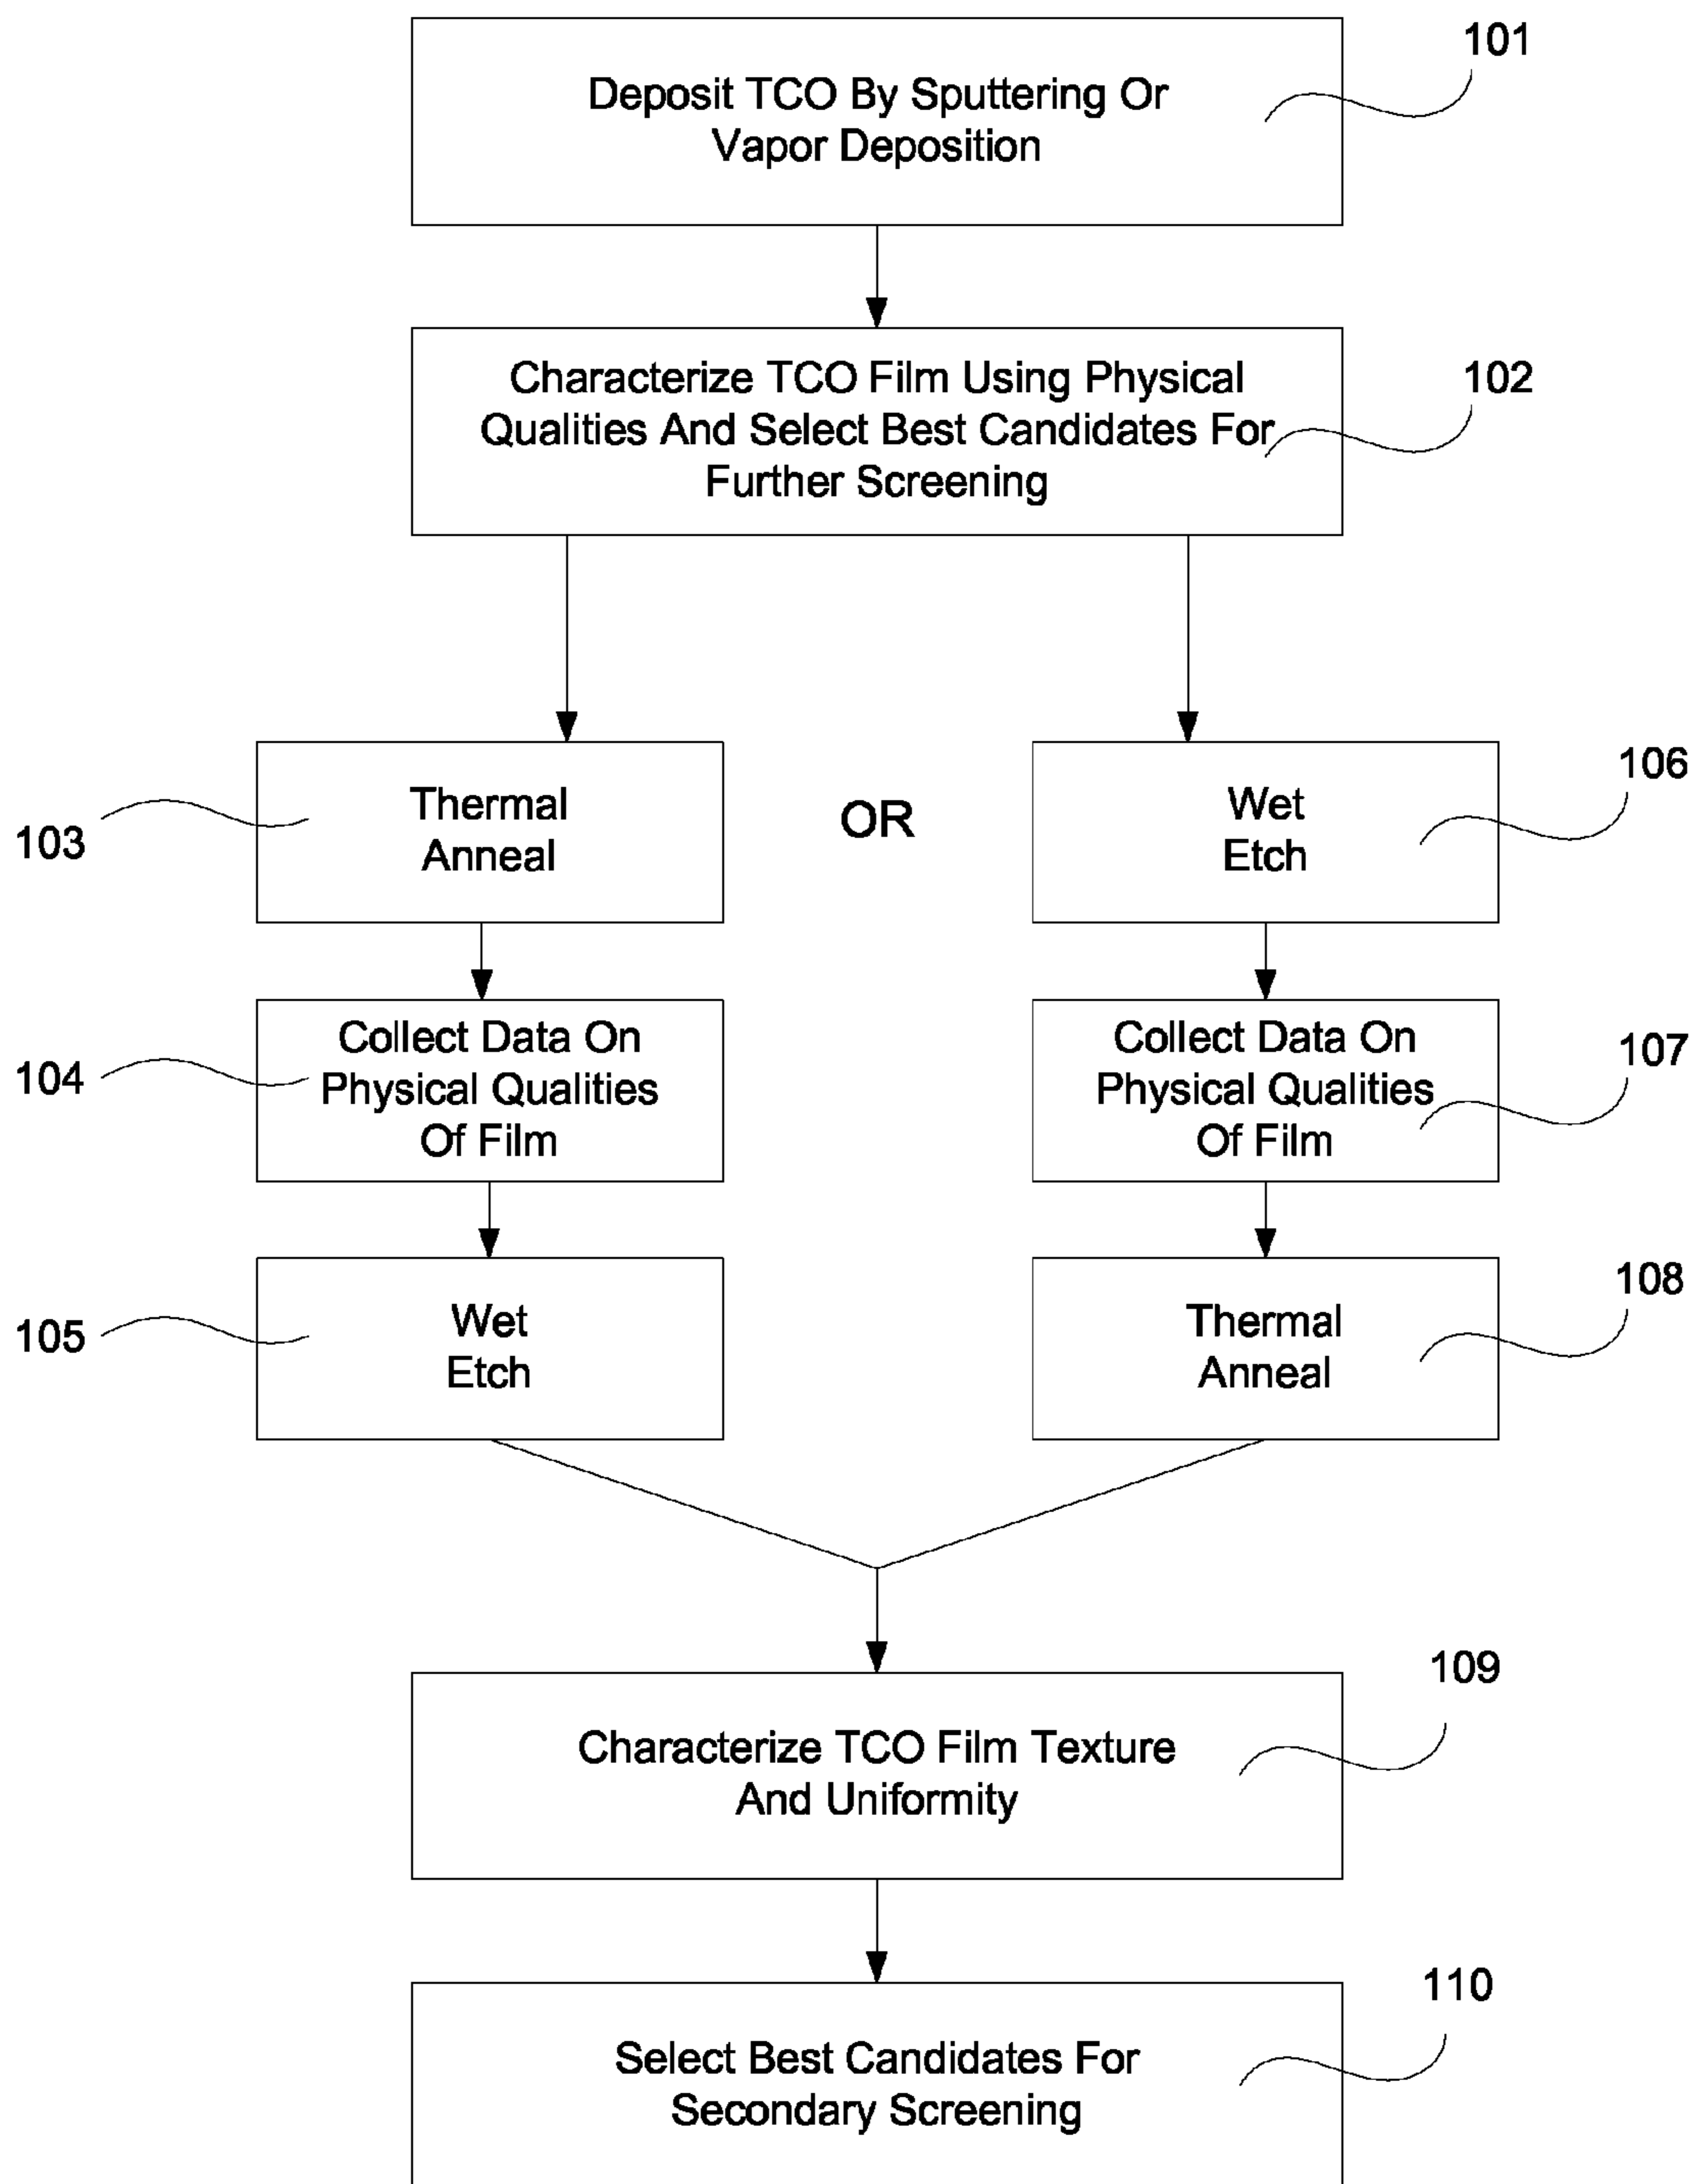 101
Deposit TCO By Sputtering Or
Vapor Deposition
102
Characterize TCO Film Using Physical
Qualities And Select Best Candidates For
Further Screening
103
Thermal
Anneal
OR
106
Wet
Etch
104
Collect Data On
Physical Qualities
Of Film
107
Collect Data On
Physical Qualities
Of Film
105
Wet
Etch
108
Thermal
Anneal
109
Characterize TCO Film Texture
And Uniformity
110
Select Best Candidates For
Secondary Screening